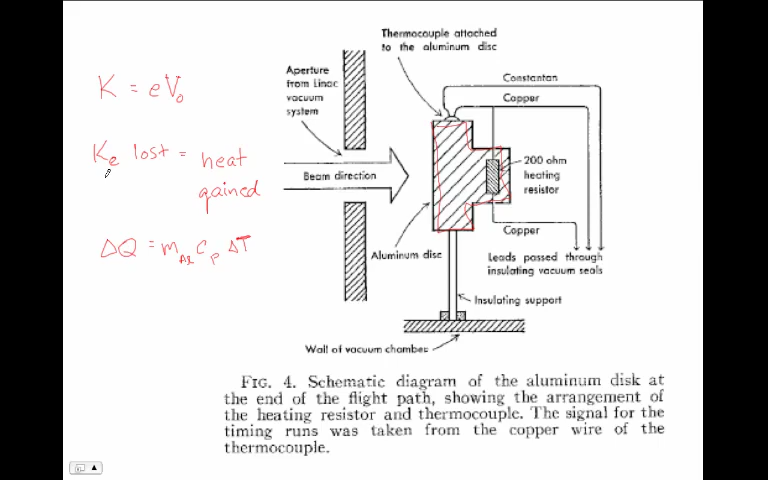 K = eV₀
Kₑ lost = heat
gained
ΔQ = m_Al C_p ΔT
Thermocouple attached
to the aluminum disc
Aperture
from Linac
vacuum
system
Constantan
Copper
Beam direction
200 ohm
heating
resistor
Copper
Aluminum disc
Leads passed through
insulating vacuum seals
Insulating support
Wall of vacuum chamber
FIG. 4. Schematic diagram of the aluminum disk at
the end of the flight path, showing the arrangement of
the heating resistor and thermocouple. The signal for the
timing runs was taken from the copper wire of the
thermocouple.